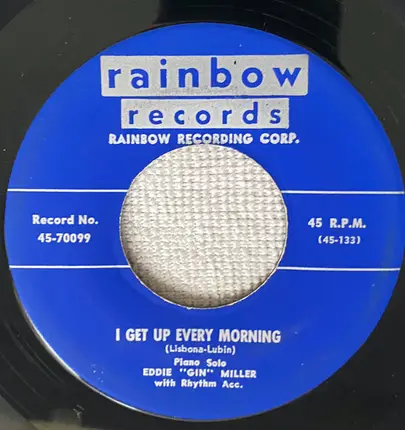 rainbow
records
RAINBOW RECORDING CORP.
Record No.
45-70099
45 R.P.M.
(45-133)
I GET UP EVERY MORNING
(Lisbona-Lubin)
Piano Solo
EDDIE "GIN" MILLER
with Rhythm Acc.